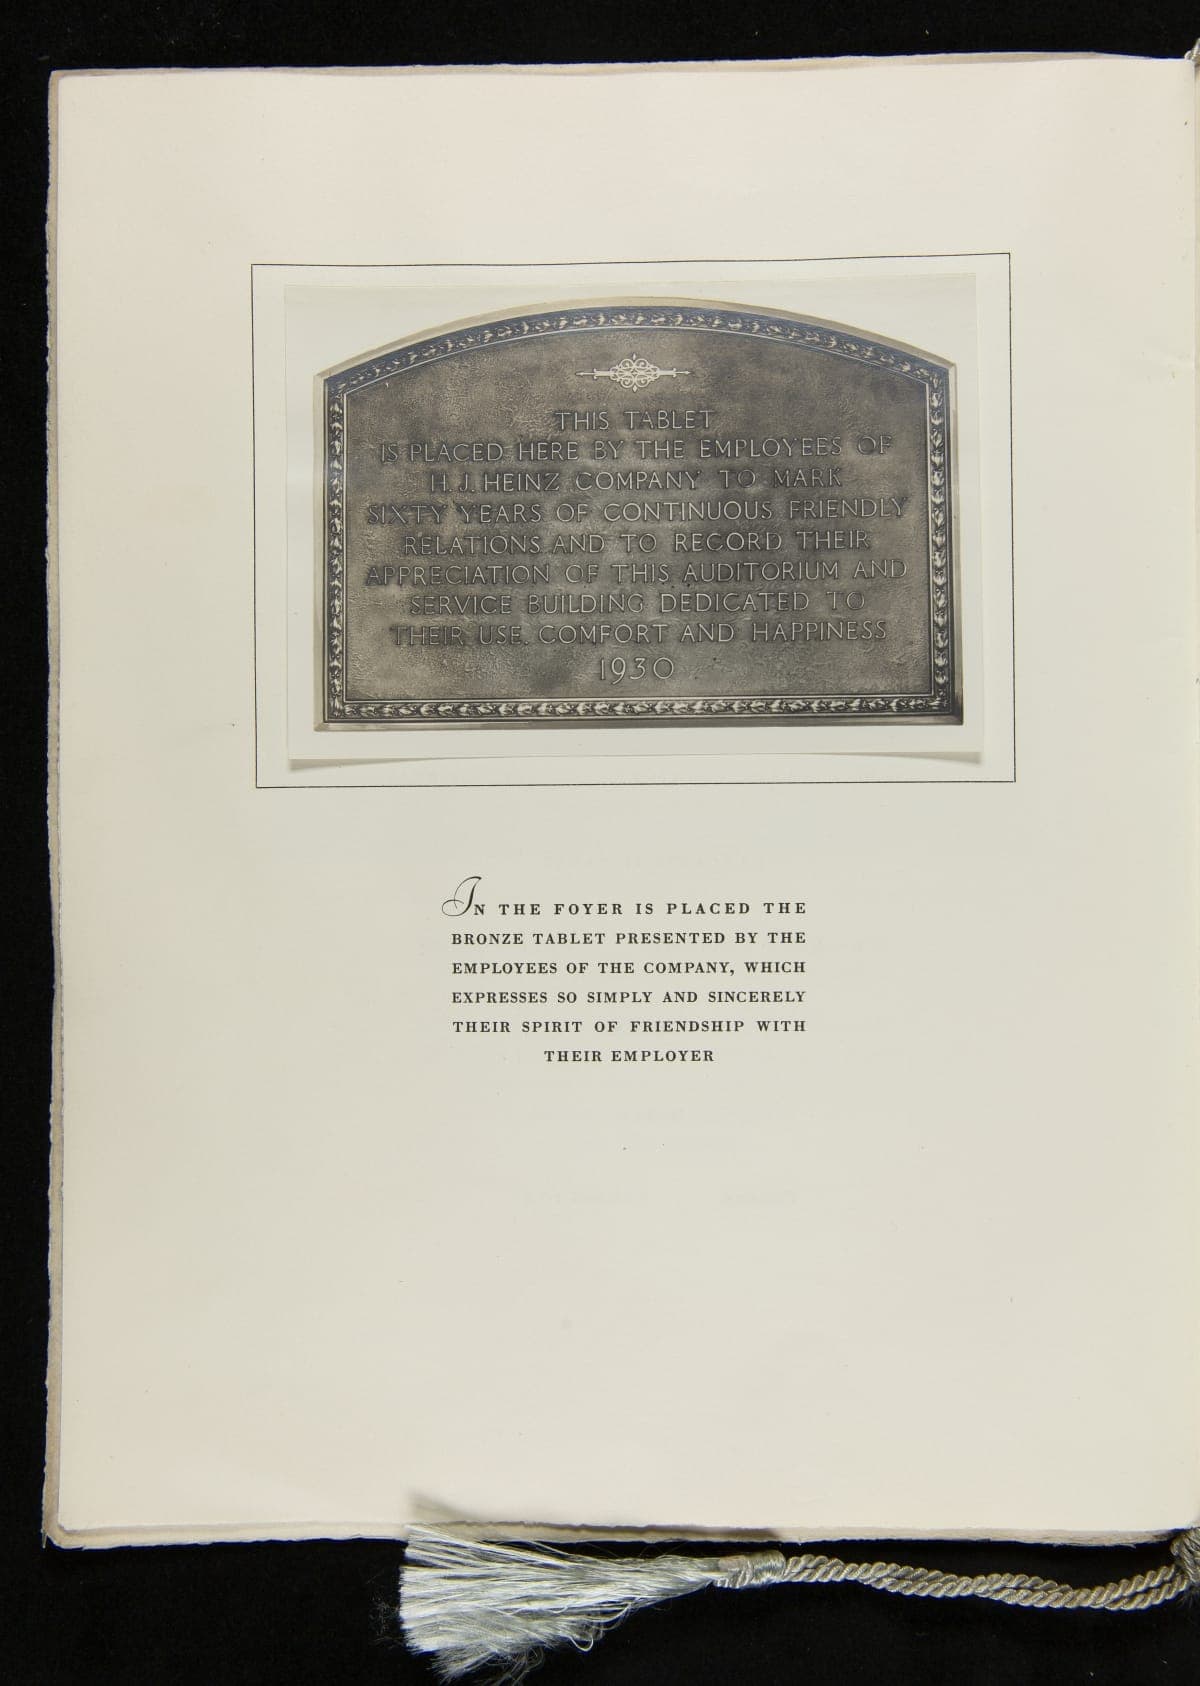 THIS TABLET
IS PLACED HERE BY THE EMPLOYEES OF
H. J. HEINZ COMPANY TO MARK
SIXTY YEARS OF CONTINUOUS FRIENDLY
RELATIONS AND TO RECORD THEIR
APPRECIATION OF THIS AUDITORIUM AND
SERVICE BUILDING DEDICATED TO
THEIR USE, COMFORT AND HAPPINESS
1930
IN THE FOYER IS PLACED THE
BRONZE TABLET PRESENTED BY THE
EMPLOYEES OF THE COMPANY, WHICH
EXPRESSES SO SIMPLY AND SINCERELY
THEIR SPIRIT OF FRIENDSHIP WITH
THEIR EMPLOYER